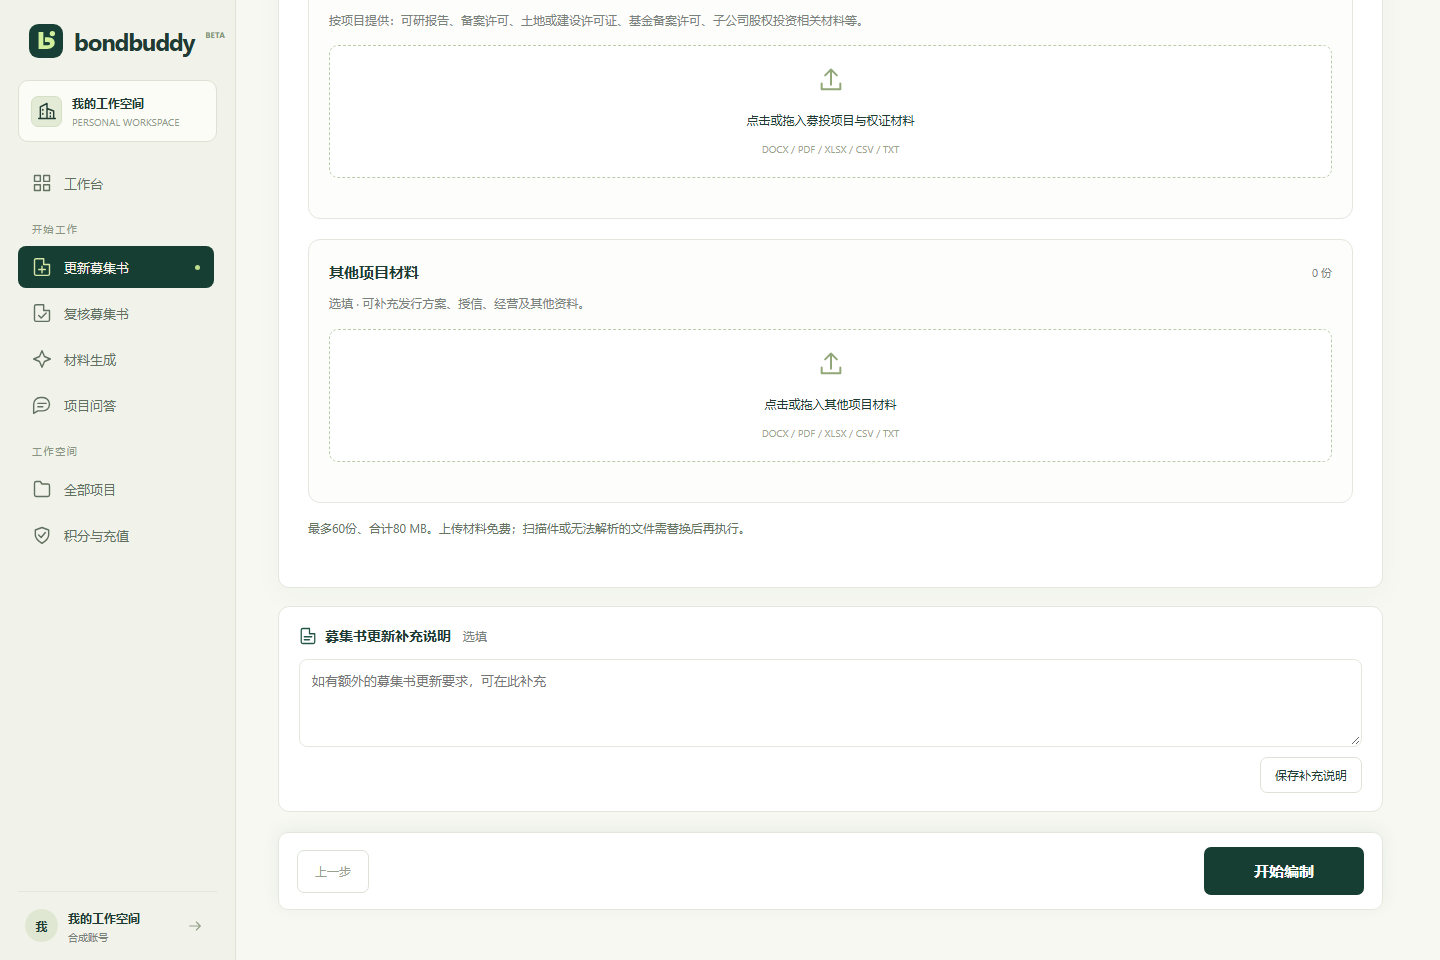 bondbuddy BETA
我的工作空间
PERSONAL WORKSPACE
工作台
开始工作
更新募集书
复核募集书
材料生成
项目问答
工作空间
全部项目
积分与充值
我 我的工作空间
合成账号
按项目提供：可研报告、备案许可、土地或建设许可证、基金备案许可、子公司股权投资相关材料等。
点击或拖入募投项目与权证材料
DOCX / PDF / XLSX / CSV / TXT
其他项目材料 0 份
选填 · 可补充发行方案、授信、经营及其他资料。
点击或拖入其他项目材料
DOCX / PDF / XLSX / CSV / TXT
最多60份、合计80 MB。上传材料免费；扫描件或无法解析的文件需替换后再执行。
募集书更新补充说明 选填
如有额外的募集书更新要求，可在此补充
保存补充说明
上一步 开始编制